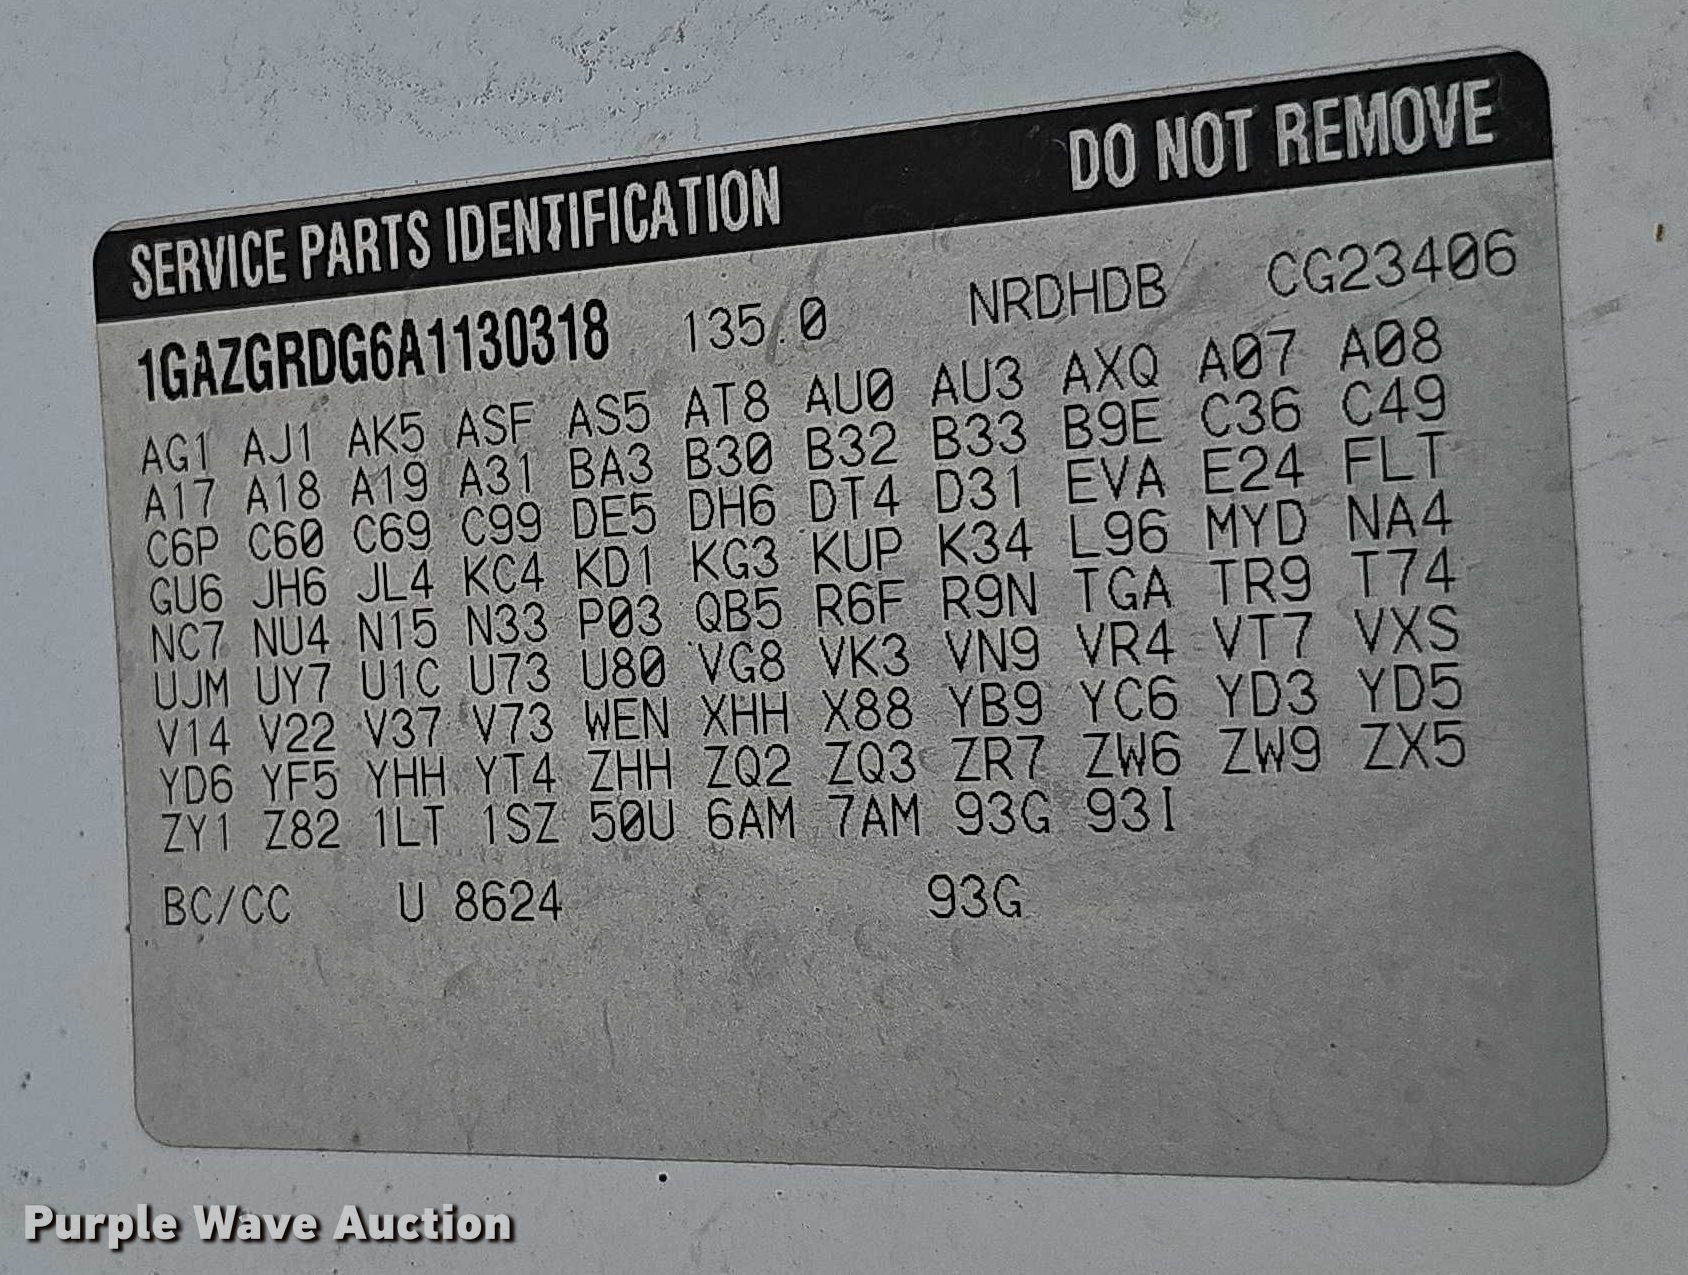 SERVICE PARTS IDENTIFICATION DO NOT REMOVE
1GAZGRDG6A1130318 135.0 NRDHDB CG23406
AG1 AJ1 AK5 ASF AS5 AT8 AU0 AU3 AXQ A07 A08
A17 A18 A19 A31 BA3 B30 B32 B33 B9E C36 C49
C6P C60 C69 C99 DE5 DH6 DT4 D31 EVA E24 FLT
GU6 JH6 JL4 KC4 KD1 KG3 KUP K34 L96 MYD NA4
NC7 NU4 N15 N33 P03 QB5 R6F R9N TGA TR9 T74
UJM UY7 U1C U73 U80 VG8 VK3 VN9 VR4 VT7 VXS
V14 V22 V37 V73 WEN XHH X88 YB9 YC6 YD3 YD5
YD6 YF5 YHH YT4 ZHH ZQ2 ZQ3 ZR7 ZW6 ZW9 ZX5
ZY1 Z82 1LT 1SZ 50U 6AM 7AM 93G 93I
BC/CC U 8624 93G
Purple Wave Auction